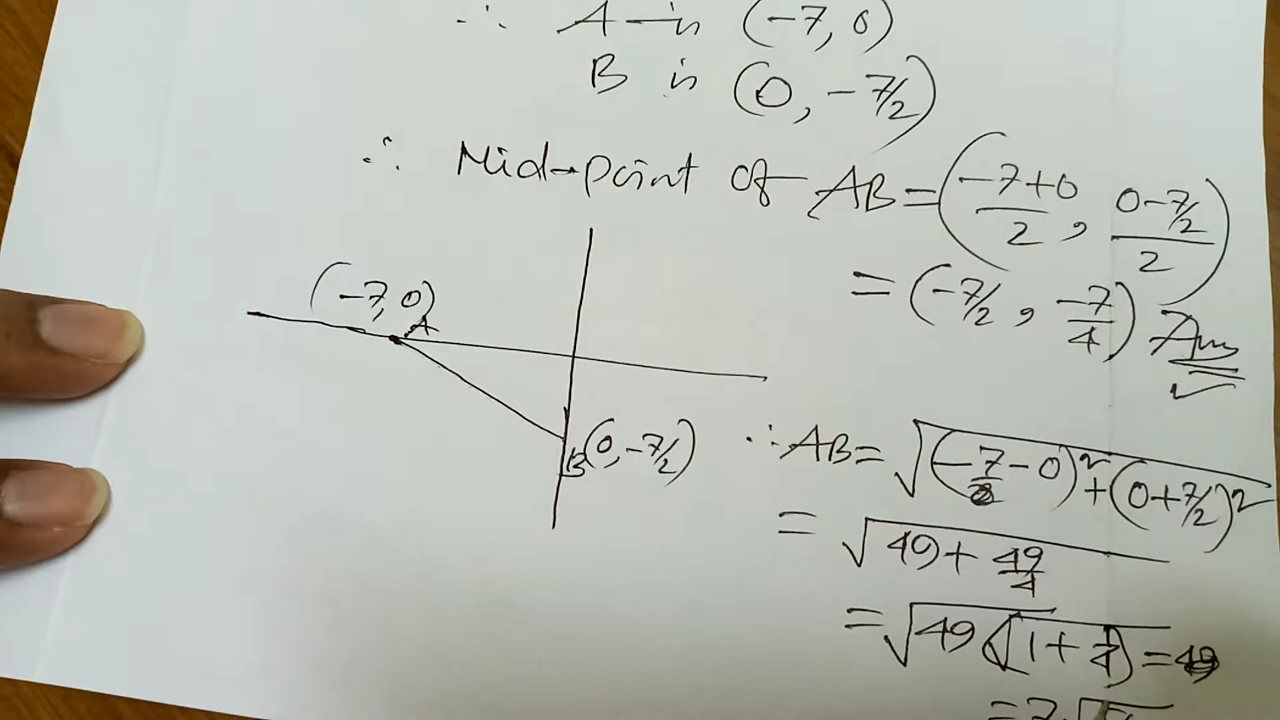 ∴ A is (-7, 0)
B is (0, -7/2)
∴ Mid-point of AB = ((-7+0)/2, (0-7/2)/2)
= (-7/2, -7/4) Ans
(-7, 0)
A
B(0, -7/2)
∴ AB = √((-7-0)² + (0+7/2)²)
= √(49 + 49/4)
= √(49(1 + 1/4)) =
= 7√